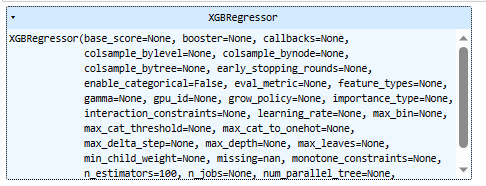 XGBRegressor
XGBRegressor(base_score=None, booster=None, callbacks=None,
colsample_bylevel=None, colsample_bynode=None,
colsample_bytree=None, early_stopping_rounds=None,
enable_categorical=False, eval_metric=None, feature_types=None,
gamma=None, gpu_id=None, grow_policy=None, importance_type=None,
interaction_constraints=None, learning_rate=None, max_bin=None,
max_cat_threshold=None, max_cat_to_onehot=None,
max_delta_step=None, max_depth=None, max_leaves=None,
min_child_weight=None, missing=nan, monotone_constraints=None,
n_estimators=100, n_jobs=None, num_parallel_tree=None,